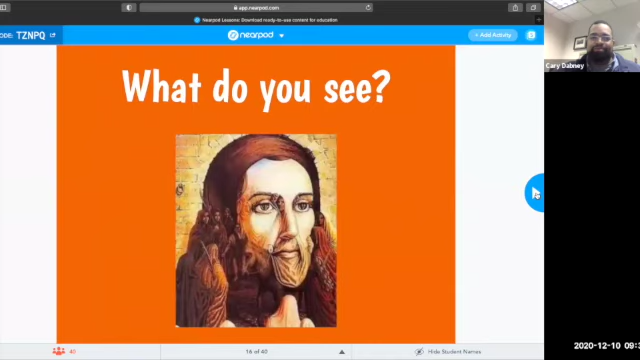 app.nearpod.com
Nearpod Lessons: Download ready-to-use content for education
ODE: TZNPQ
nearpod
+ Add Activity
What do you see?
Cary Dabney
16 of 40
Hide Student Names
2020-12-10 09:3